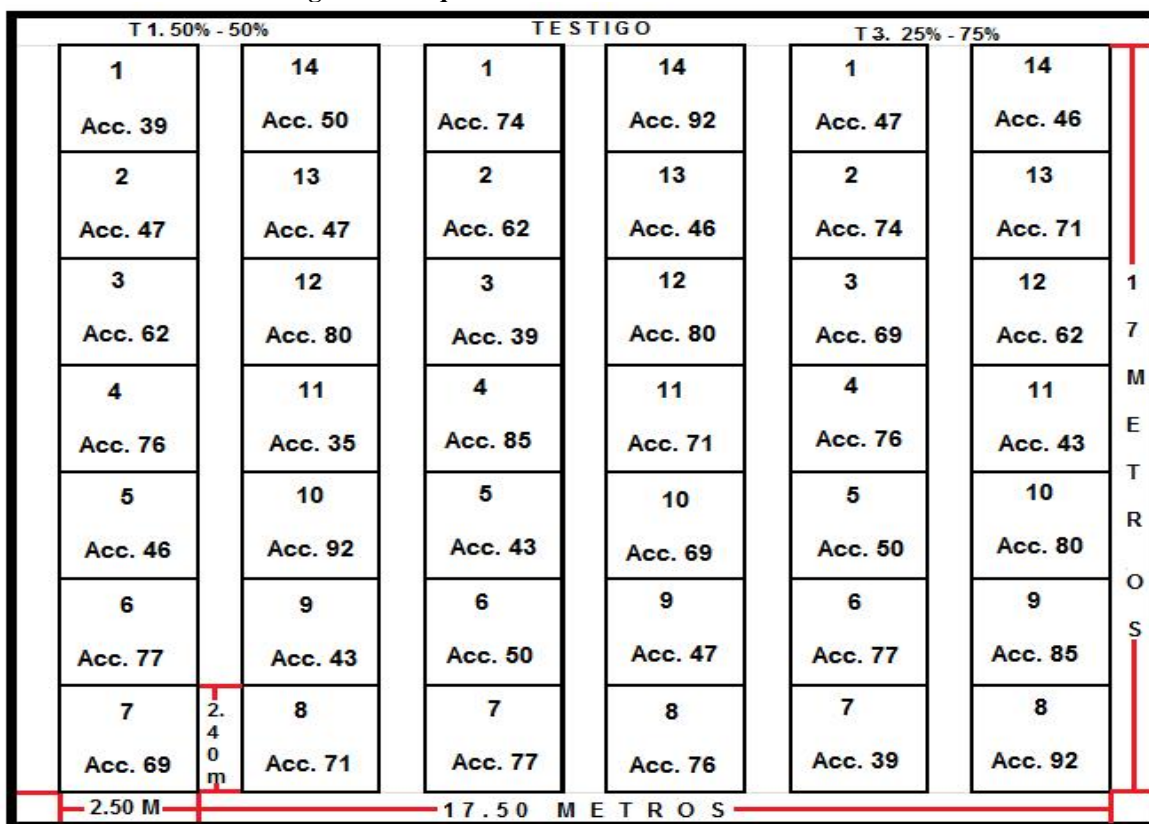 T 1. 50% - 50% TESTIGO T 3. 25% - 75%
1 14 1 14 1 14
Acc. 39 Acc. 50 Acc. 74 Acc. 92 Acc. 47 Acc. 46
2 13 2 13 2 13
Acc. 47 Acc. 47 Acc. 62 Acc. 46 Acc. 74 Acc. 71
3 12 3 12 3 12
Acc. 62 Acc. 80 Acc. 39 Acc. 80 Acc. 69 Acc. 62
4 11 4 11 4 11
Acc. 76 Acc. 35 Acc. 85 Acc. 71 Acc. 76 Acc. 43
5 10 5 10 5 10
Acc. 46 Acc. 92 Acc. 43 Acc. 69 Acc. 50 Acc. 80
6 9 6 9 6 9
Acc. 77 Acc. 43 Acc. 50 Acc. 47 Acc. 77 Acc. 85
7 8 7 8 7 8
Acc. 69 Acc. 71 Acc. 77 Acc. 76 Acc. 39 Acc. 92
2.40m
17 METROS
2.50 M 17.50 METROS